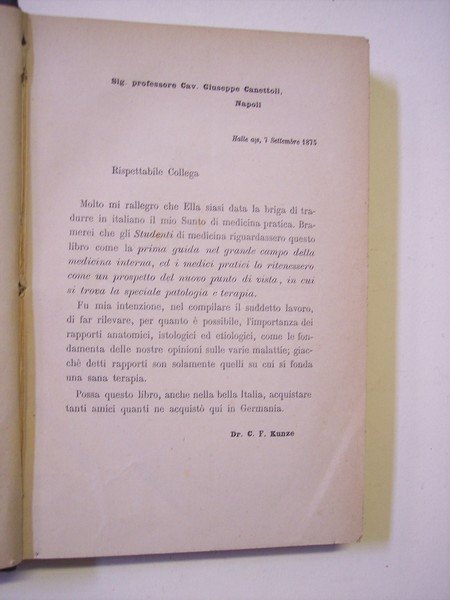 Sig. professore Cav. Giuseppe Canettoli,
Napoli
Halle a/s, 7 Settembre 1875
Rispettabile Collega
Molto mi rallegro che Ella siasi data la briga di tra-
durre in italiano il mio Sunto di medicina pratica. Bra-
merei che gli Studenti di medicina riguardassero questo
libro come la prima guida nel grande campo della
medicina interna, ed i medici pratici lo ritenessero
come un prospetto del nuovo punto di vista, in cui
si trova la speciale patologia e terapia.
Fu mia intenzione, nel compilare il suddetto lavoro,
di far rilevare, per quanto è possibile, l'importanza dei
rapporti anatomici, istologici ed etiologici, come le fon-
damenta delle nostre opinioni sulle varie malattie; giac-
chè detti rapporti son solamente quelli su cui si fonda
una sana terapia.
Possa questo libro, anche nella bella Italia, acquistare
tanti amici quanti ne acquistò qui in Germania.
Dr. C. F. Kunze